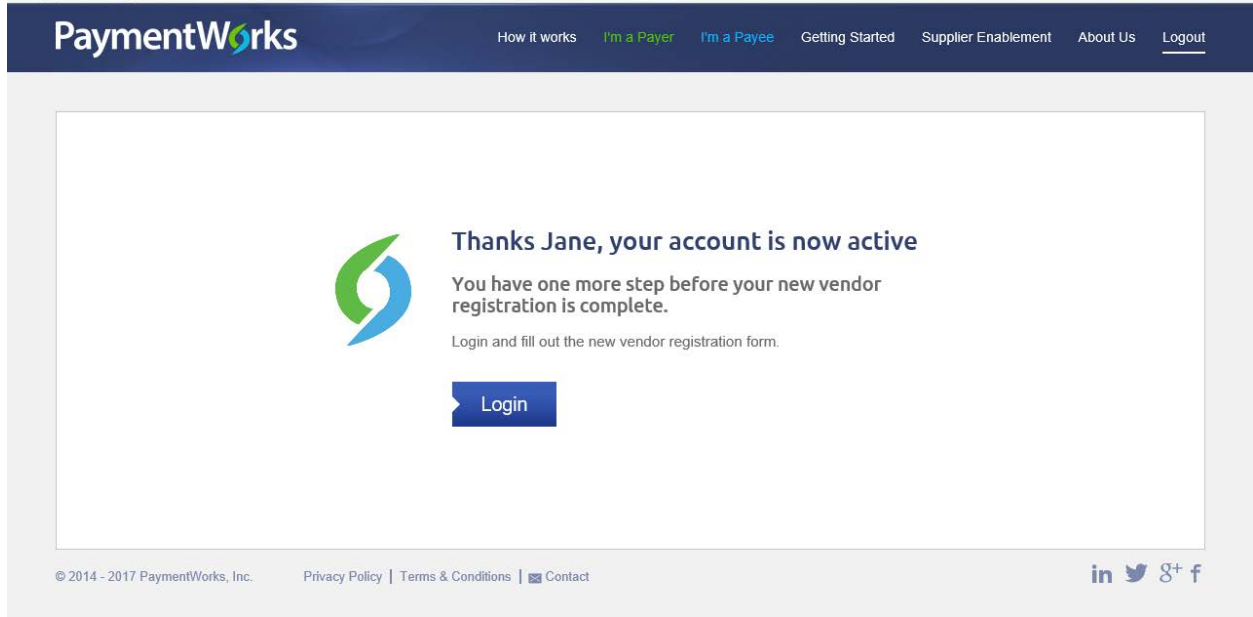 PaymentWorks
How it works I'm a Payer I'm a Payee Getting Started Supplier Enablement About Us Logout
Thanks Jane, your account is now active
You have one more step before your new vendor
registration is complete.
Login and fill out the new vendor registration form.
Login
© 2014 - 2017 PaymentWorks, Inc. Privacy Policy | Terms & Conditions | Contact
in g+ f